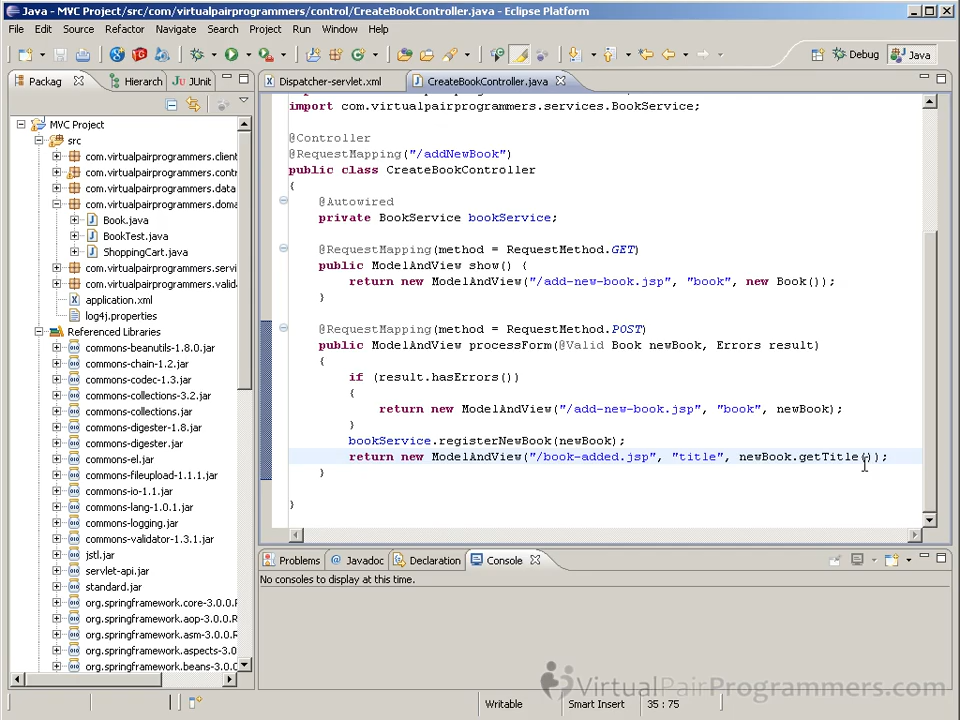 Java - MVC Project/src/com/virtualpairprogrammers/control/CreateBookController.java - Eclipse Platform
File Edit Source Refactor Navigate Search Project Run Window Help
Debug Java
Packag Hierarch JUnit
Dispatcher-servlet.xml CreateBookController.java
MVC Project
src
com.virtualpairprogrammers.client
com.virtualpairprogrammers.contr
com.virtualpairprogrammers.data
com.virtualpairprogrammers.doma
Book.java
BookTest.java
ShoppingCart.java
com.virtualpairprogrammers.servi
com.virtualpairprogrammers.valid
application.xml
log4j.properties
Referenced Libraries
commons-beanutils-1.8.0.jar
commons-chain-1.2.jar
commons-codec-1.3.jar
commons-collections-3.2.jar
commons-collections.jar
commons-digester-1.8.jar
commons-digester.jar
commons-el.jar
commons-fileupload-1.1.1.jar
commons-io-1.1.jar
commons-lang-1.0.1.jar
commons-logging.jar
commons-validator-1.3.1.jar
jstl.jar
servlet-api.jar
standard.jar
org.springframework.core-3.0.0.R
org.springframework.aop-3.0.0.R
org.springframework.asm-3.0.0.R
org.springframework.aspects-3.0
org.springframework.beans-3.0.0
import com.virtualpairprogrammers.services.BookService;
@Controller
@RequestMapping("/addNewBook")
public class CreateBookController
{
@Autowired
private BookService bookService;
@RequestMapping(method = RequestMethod.GET)
public ModelAndView show() {
return new ModelAndView("/add-new-book.jsp", "book", new Book());
}
@RequestMapping(method = RequestMethod.POST)
public ModelAndView processForm(@Valid Book newBook, Errors result)
{
if (result.hasErrors())
{
return new ModelAndView("/add-new-book.jsp", "book", newBook);
}
bookService.registerNewBook(newBook);
return new ModelAndView("/book-added.jsp", "title", newBook.getTitle());
}
}
Problems @ Javadoc Declaration Console
No consoles to display at this time.
VirtualPairProgrammers.com
Writable Smart Insert 35 : 75